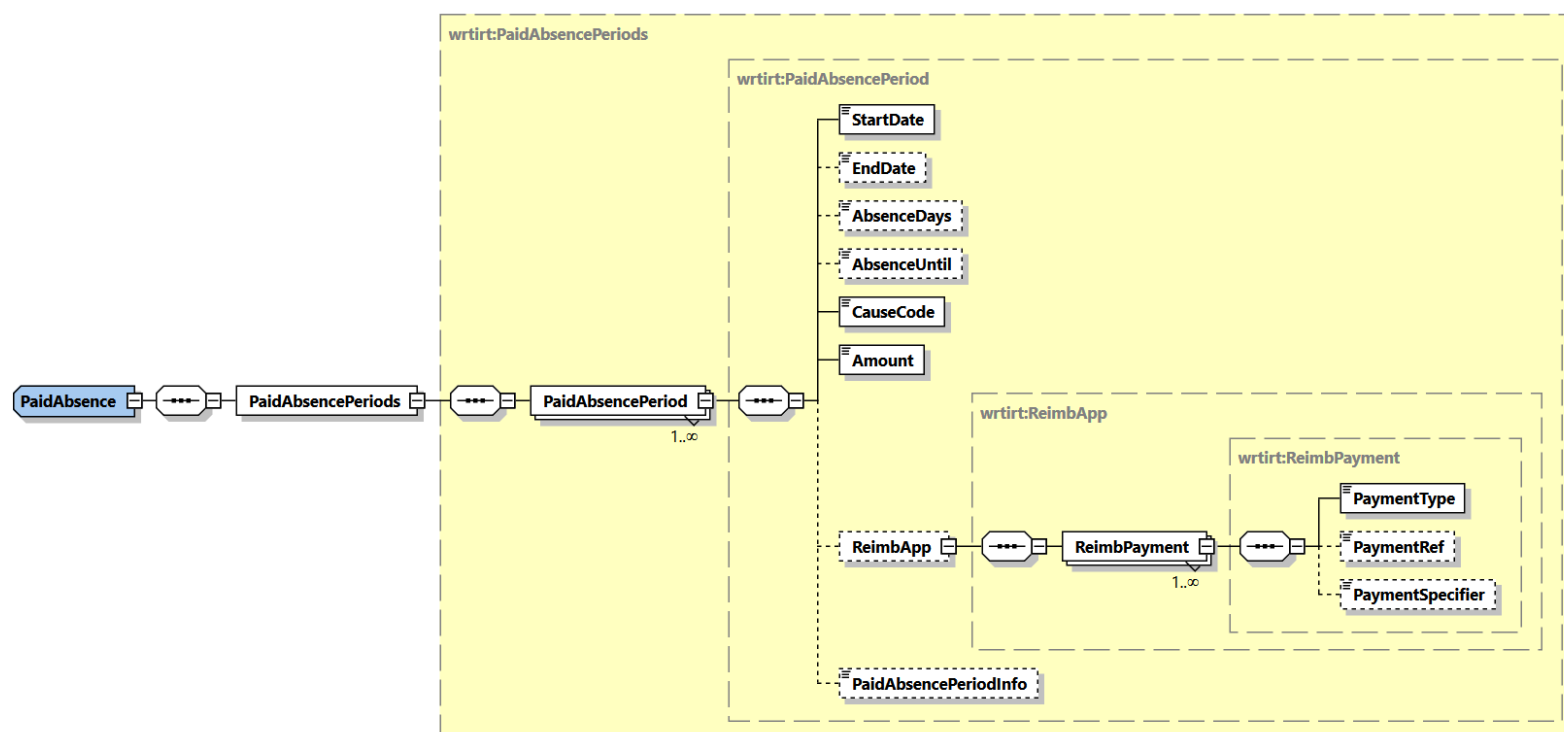 wrtirt:PaidAbsencePeriods
wrtirt:PaidAbsencePeriod
StartDate
EndDate
AbsenceDays
AbsenceUntil
CauseCode
Amount
PaidAbsence
PaidAbsencePeriods
PaidAbsencePeriod
1..∞
wrtirt:ReimbApp
wrtirt:ReimbPayment
PaymentType
ReimbApp
ReimbPayment
1..∞
PaymentRef
PaymentSpecifier
PaidAbsencePeriodInfo